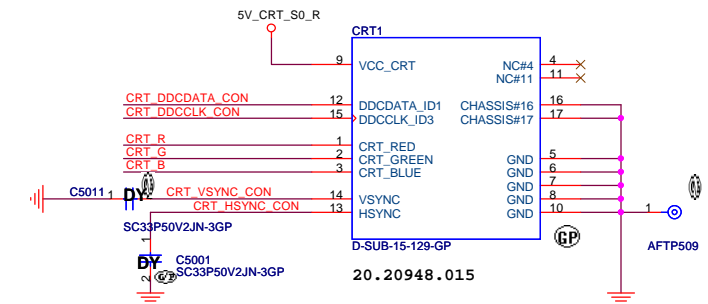 5V_CRT_S0_R
CRT1
9 VCC_CRT NC#4 4
NC#11 11
CRT_DDCDATA_CON 12 DDCDATA_ID1 CHASSIS#16 16
CRT_DDCCLK_CON 15 DDCCLK_ID3 CHASSIS#17 17
CRT_R 1 CRT_RED
CRT_G 2 CRT_GREEN GND 5
CRT_B 3 CRT_BLUE GND 6
GND 7
C5011 1 DY CRT_VSYNC_CON 14 VSYNC GND 8
CRT_HSYNC_CON 13 HSYNC GND 10 1
SC33P50V2JN-3GP
D-SUB-15-129-GP GP AFTP509
1
DY C5001
2 GP SC33P50V2JN-3GP
20.20948.015